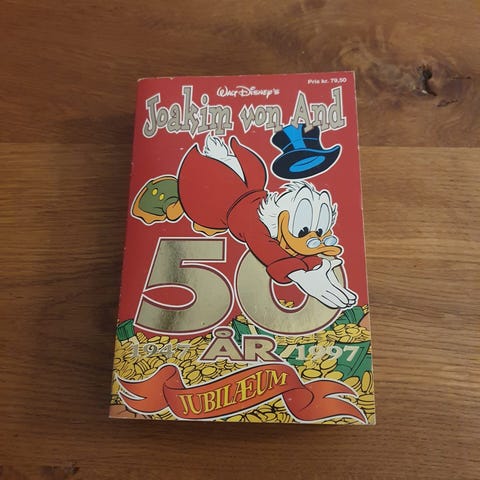 Pris kr. 79,50
Walt Disney's
Joakim von And
50
1947 ÅR/1997
JUBILÆUM